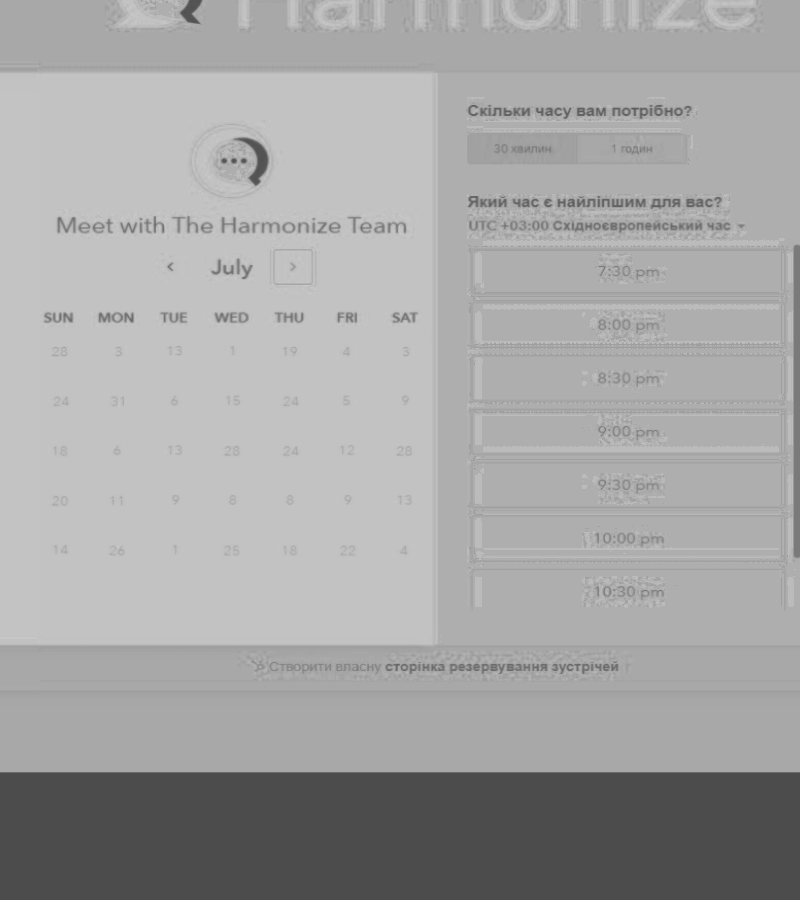 Harmonize
Meet with The Harmonize Team
‹ July ›
SUN MON TUE WED THU FRI SAT
28 3 13 1 19 4 3
24 31 6 15 24 5 9
18 6 13 28 24 12 28
20 11 9 8 8 9 13
14 26 1 25 18 22 4
Скільки часу вам потрібно?
30 хвилин 1 годин
Який час є найліпшим для вас?
UTC +03:00 Східноєвропейський час
7:30 pm
8:00 pm
8:30 pm
9:00 pm
9:30 pm
10:00 pm
10:30 pm
Створити власну сторінка резервування зустрічей